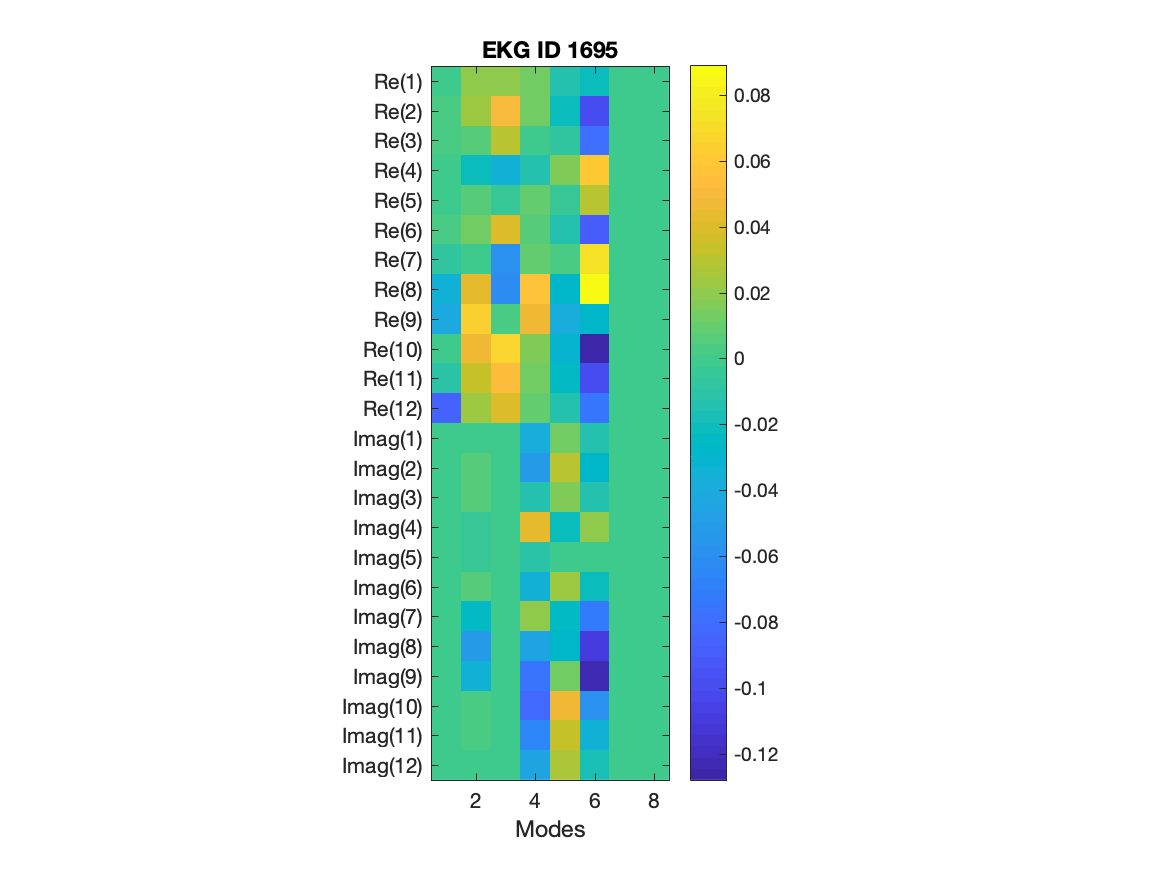 EKG ID 1695
Re(1)
Re(2)
Re(3)
Re(4)
Re(5)
Re(6)
Re(7)
Re(8)
Re(9)
Re(10)
Re(11)
Re(12)
Imag(1)
Imag(2)
Imag(3)
Imag(4)
Imag(5)
Imag(6)
Imag(7)
Imag(8)
Imag(9)
Imag(10)
Imag(11)
Imag(12)
2 4 6 8
Modes
0.08
0.06
0.04
0.02
0
-0.02
-0.04
-0.06
-0.08
-0.1
-0.12